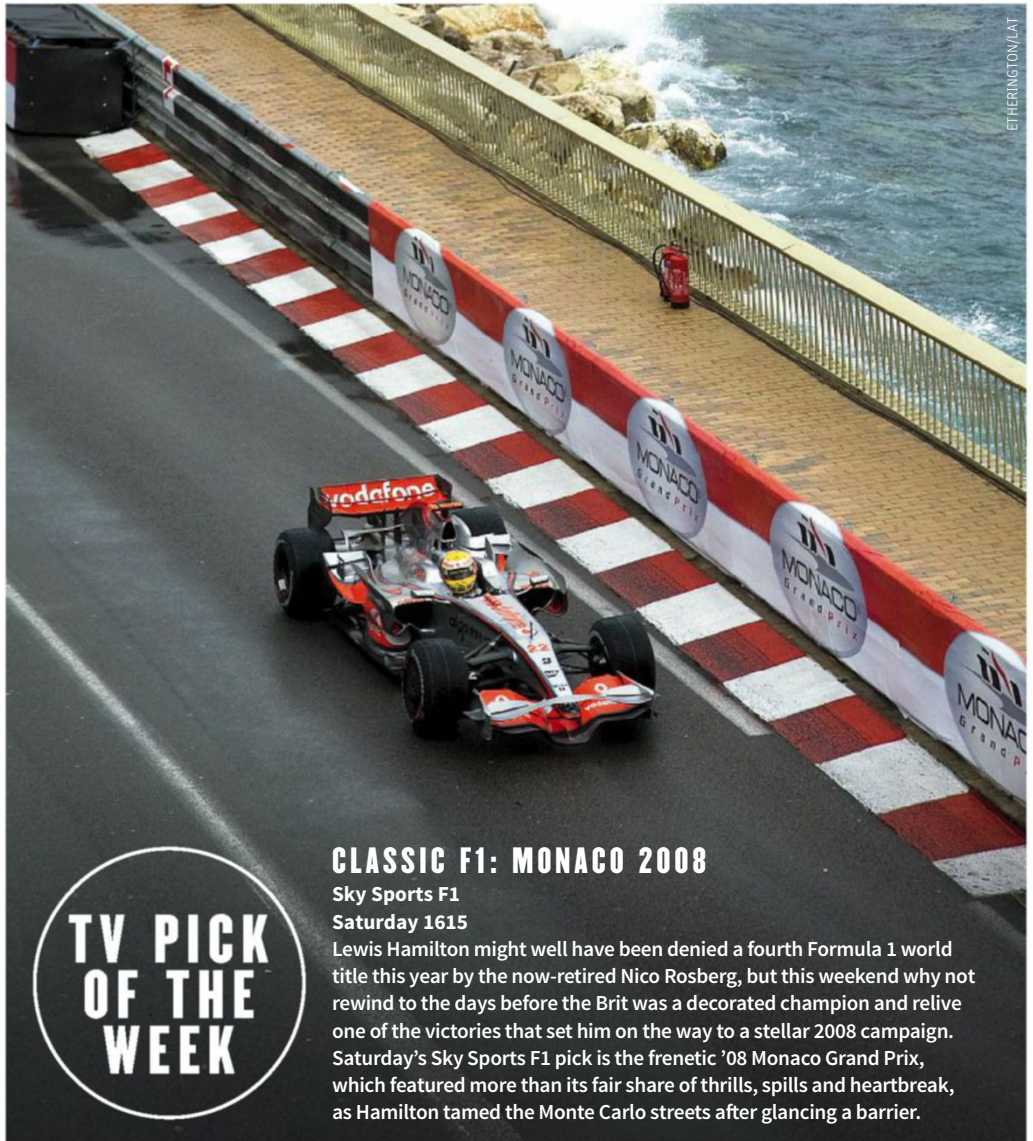 ETHERINGTON/LAT
MONACO
Grand Prix
MONACO
Grand Prix
MONACO
Grand Prix
MONACO
Grand Prix
MONAC
Grand P
vodafone
22
CLASSIC F1: MONACO 2008
Sky Sports F1
Saturday 1615
Lewis Hamilton might well have been denied a fourth Formula 1 world
title this year by the now-retired Nico Rosberg, but this weekend why not
rewind to the days before the Brit was a decorated champion and relive
one of the victories that set him on the way to a stellar 2008 campaign.
Saturday’s Sky Sports F1 pick is the frenetic ’08 Monaco Grand Prix,
which featured more than its fair share of thrills, spills and heartbreak,
as Hamilton tamed the Monte Carlo streets after glancing a barrier.
TV PICK
OF THE
WEEK